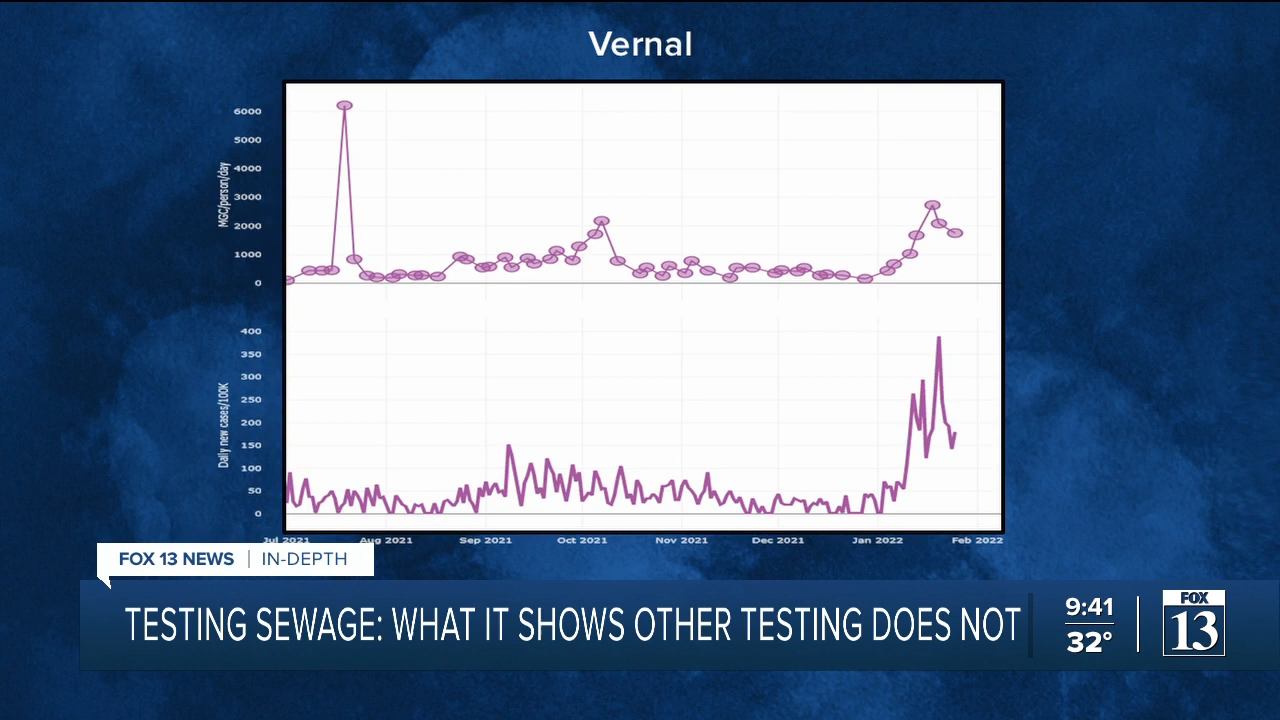 Vernal
6000
5000
4000
3000
2000
1000
0
MGC/person/day
400
350
300
250
200
150
100
50
0
Daily new cases/100K
Jul 2021 Aug 2021 Sep 2021 Oct 2021 Nov 2021 Dec 2021 Jan 2022 Feb 2022
FOX 13 NEWS | IN-DEPTH
TESTING SEWAGE: WHAT IT SHOWS OTHER TESTING DOES NOT
9:41
32°
FOX
13